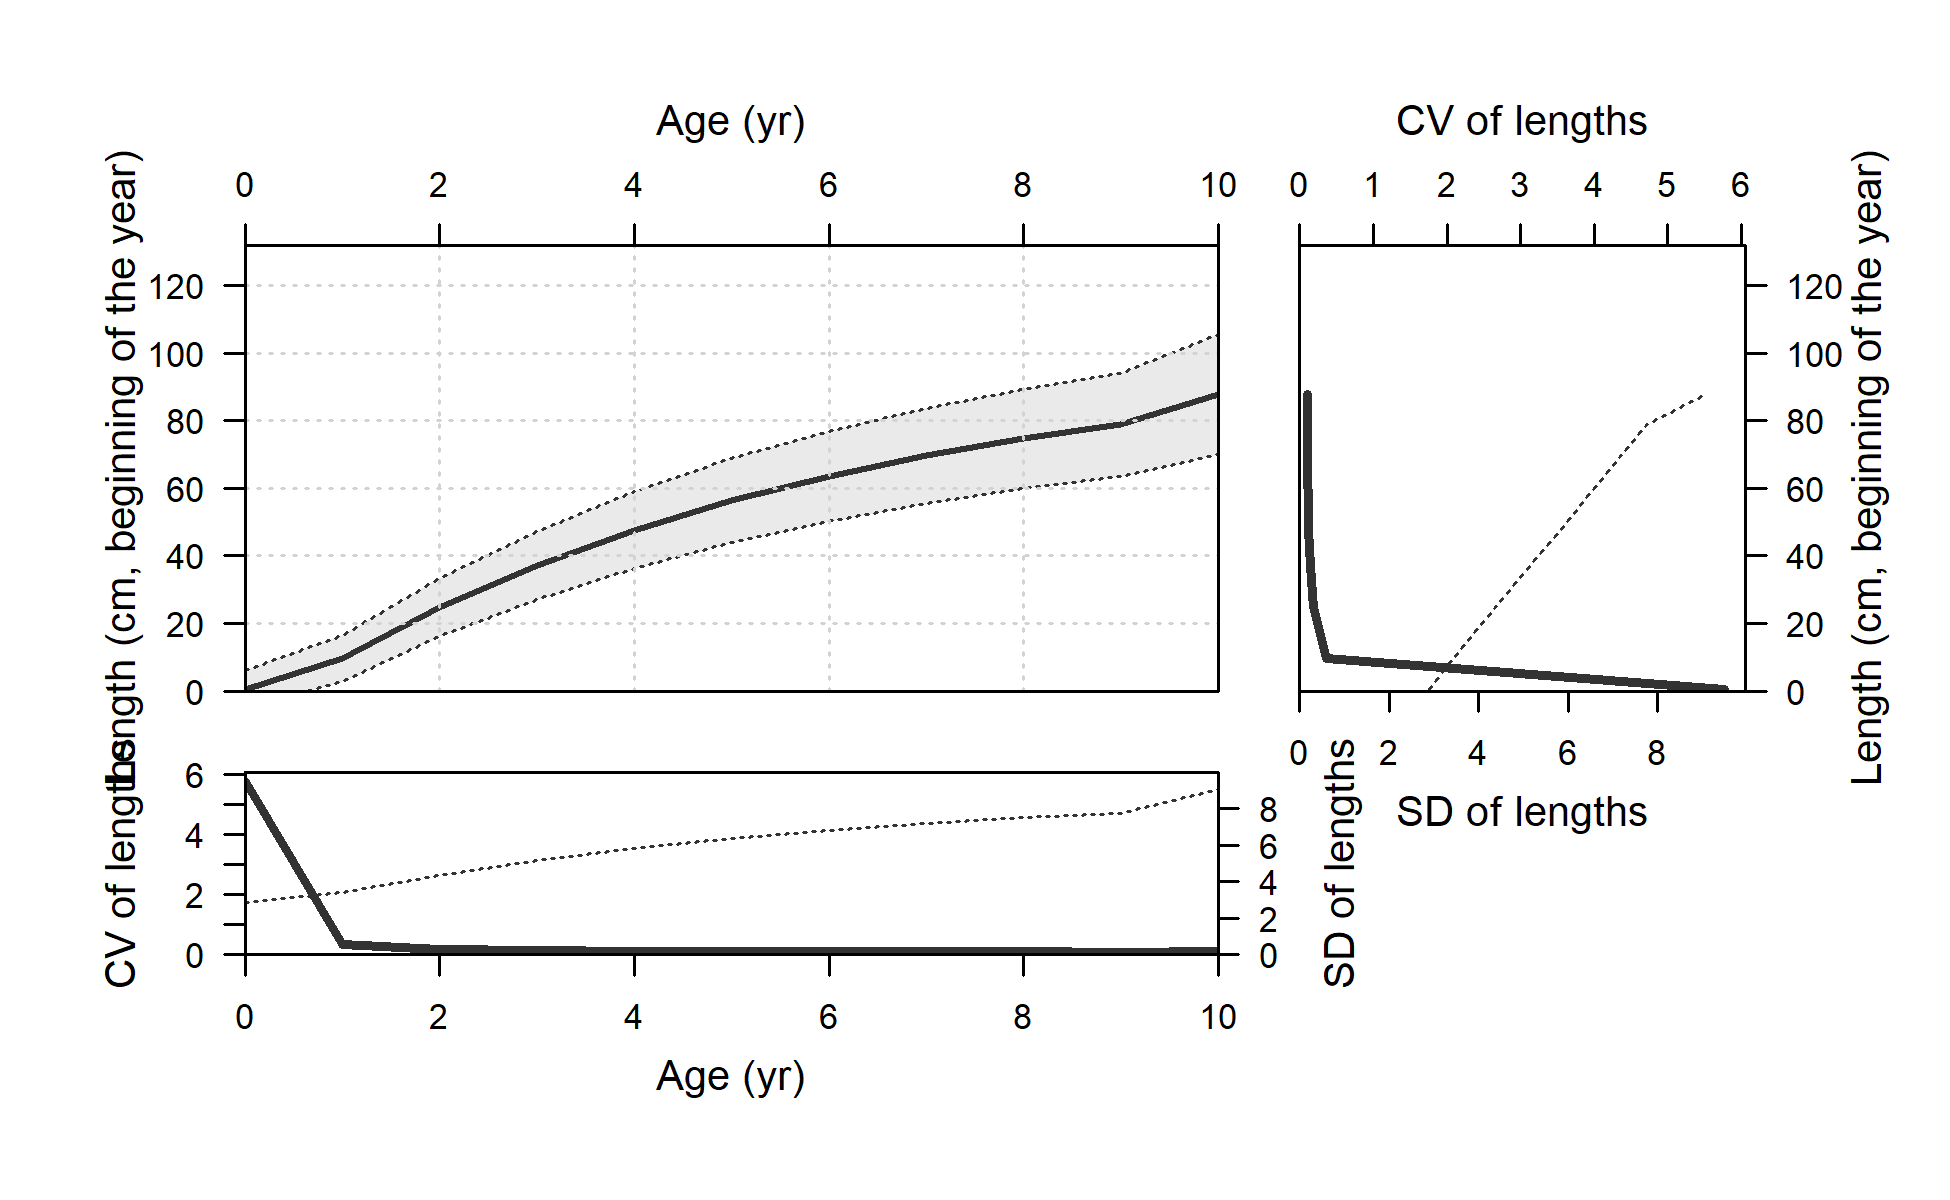 Age (yr)
CV of lengths
0 2 4 6 8 10
0 1 2 3 4 5 6
Length (cm, beginning of the year)
120
100
80
60
40
20
0
120
100
80
60
40
20
0
Length (cm, beginning of the year)
0 2 4 6 8
SD of lengths
CV of lengths
6
4
2
0
8
6
4
2
0
SD of lengths
0 2 4 6 8 10
Age (yr)